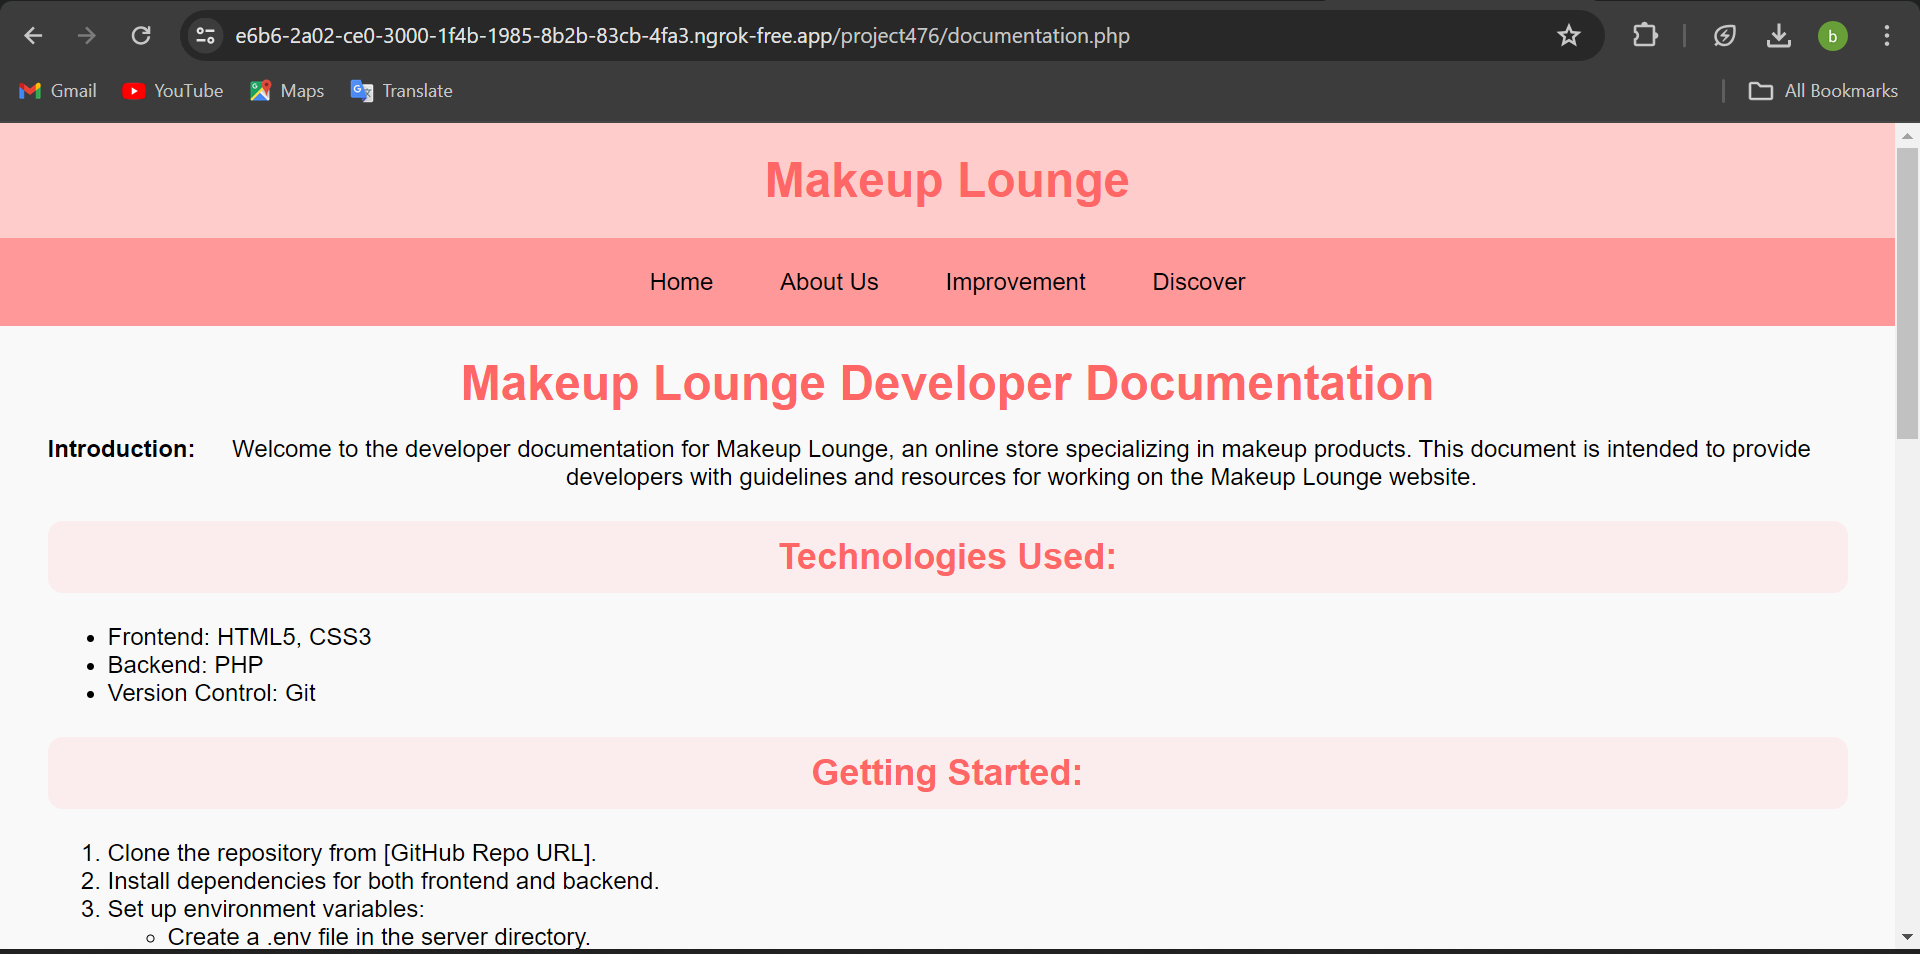 e6b6-2a02-ce0-3000-1f4b-1985-8b2b-83cb-4fa3.ngrok-free.app/project476/documentation.php
b
Gmail YouTube Maps Translate All Bookmarks
Makeup Lounge
Home About Us Improvement Discover
Makeup Lounge Developer Documentation
Introduction: Welcome to the developer documentation for Makeup Lounge, an online store specializing in makeup products. This document is intended to provide
developers with guidelines and resources for working on the Makeup Lounge website.
Technologies Used:
• Frontend: HTML5, CSS3
• Backend: PHP
• Version Control: Git
Getting Started:
1. Clone the repository from [GitHub Repo URL].
2. Install dependencies for both frontend and backend.
3. Set up environment variables:
◦ Create a .env file in the server directory.